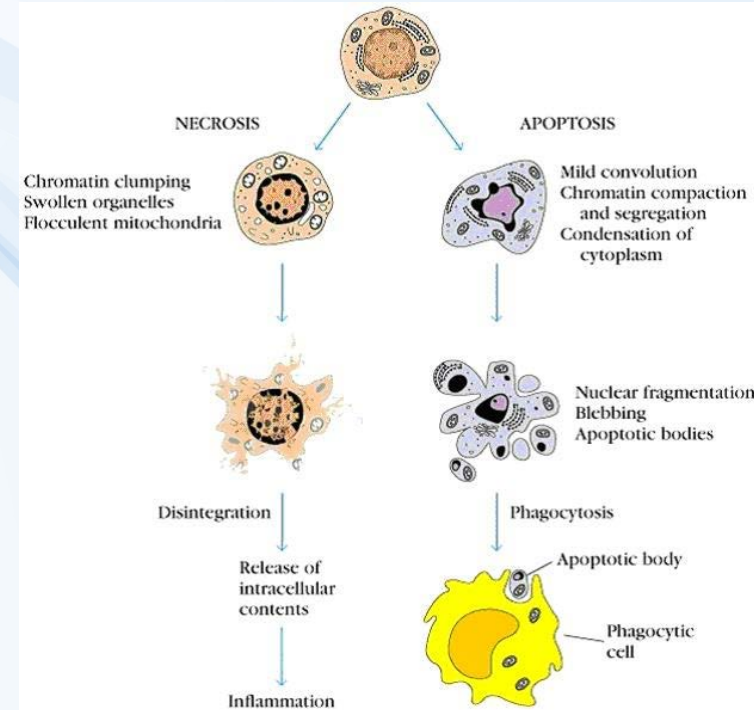 NECROSIS
APOPTOSIS
Chromatin clumping
Swollen organelles
Flocculent mitochondria
Mild convolution
Chromatin compaction
and segregation
Condensation of
cytoplasm
Nuclear fragmentation
Blebbing
Apoptotic bodies
Disintegration
Phagocytosis
Release of
intracellular
contents
Apoptotic body
Phagocytic
cell
Inflammation